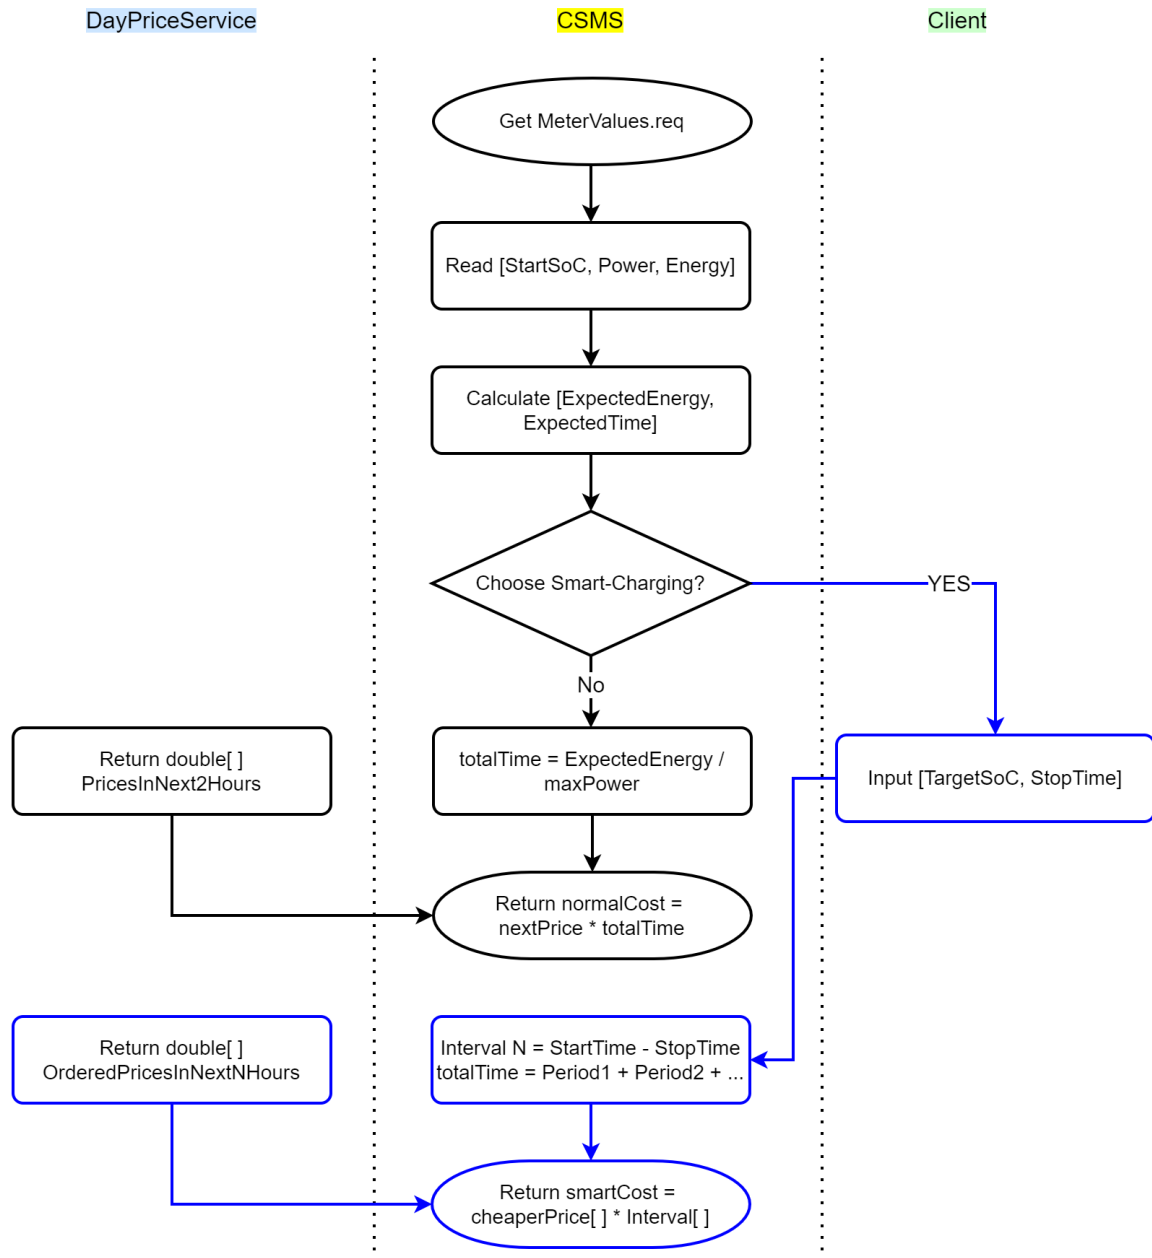 DayPriceService
CSMS
Client
Get MeterValues.req
Read [StartSoC, Power, Energy]
Calculate [ExpectedEnergy,
ExpectedTime]
Choose Smart-Charging?
YES
No
Return double[ ]
PricesInNext2Hours
totalTime = ExpectedEnergy /
maxPower
Input [TargetSoC, StopTime]
Return normalCost =
nextPrice * totalTime
Return double[ ]
OrderedPricesInNextNHours
Interval N = StartTime - StopTime
totalTime = Period1 + Period2 + ...
Return smartCost =
cheaperPrice[ ] * Interval[ ]